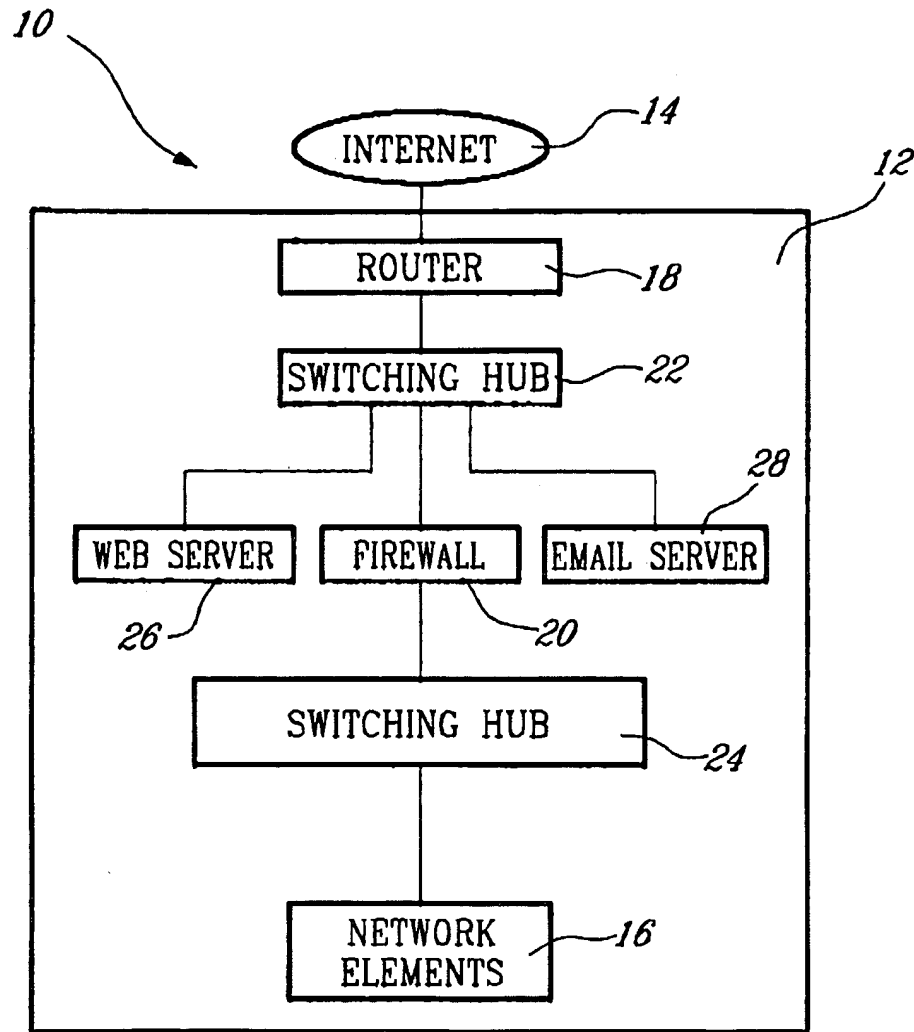 10
INTERNET
14
12
ROUTER
18
SWITCHING HUB
22
28
WEB SERVER
FIREWALL
EMAIL SERVER
26
20
SWITCHING HUB
24
NETWORK
ELEMENTS
16